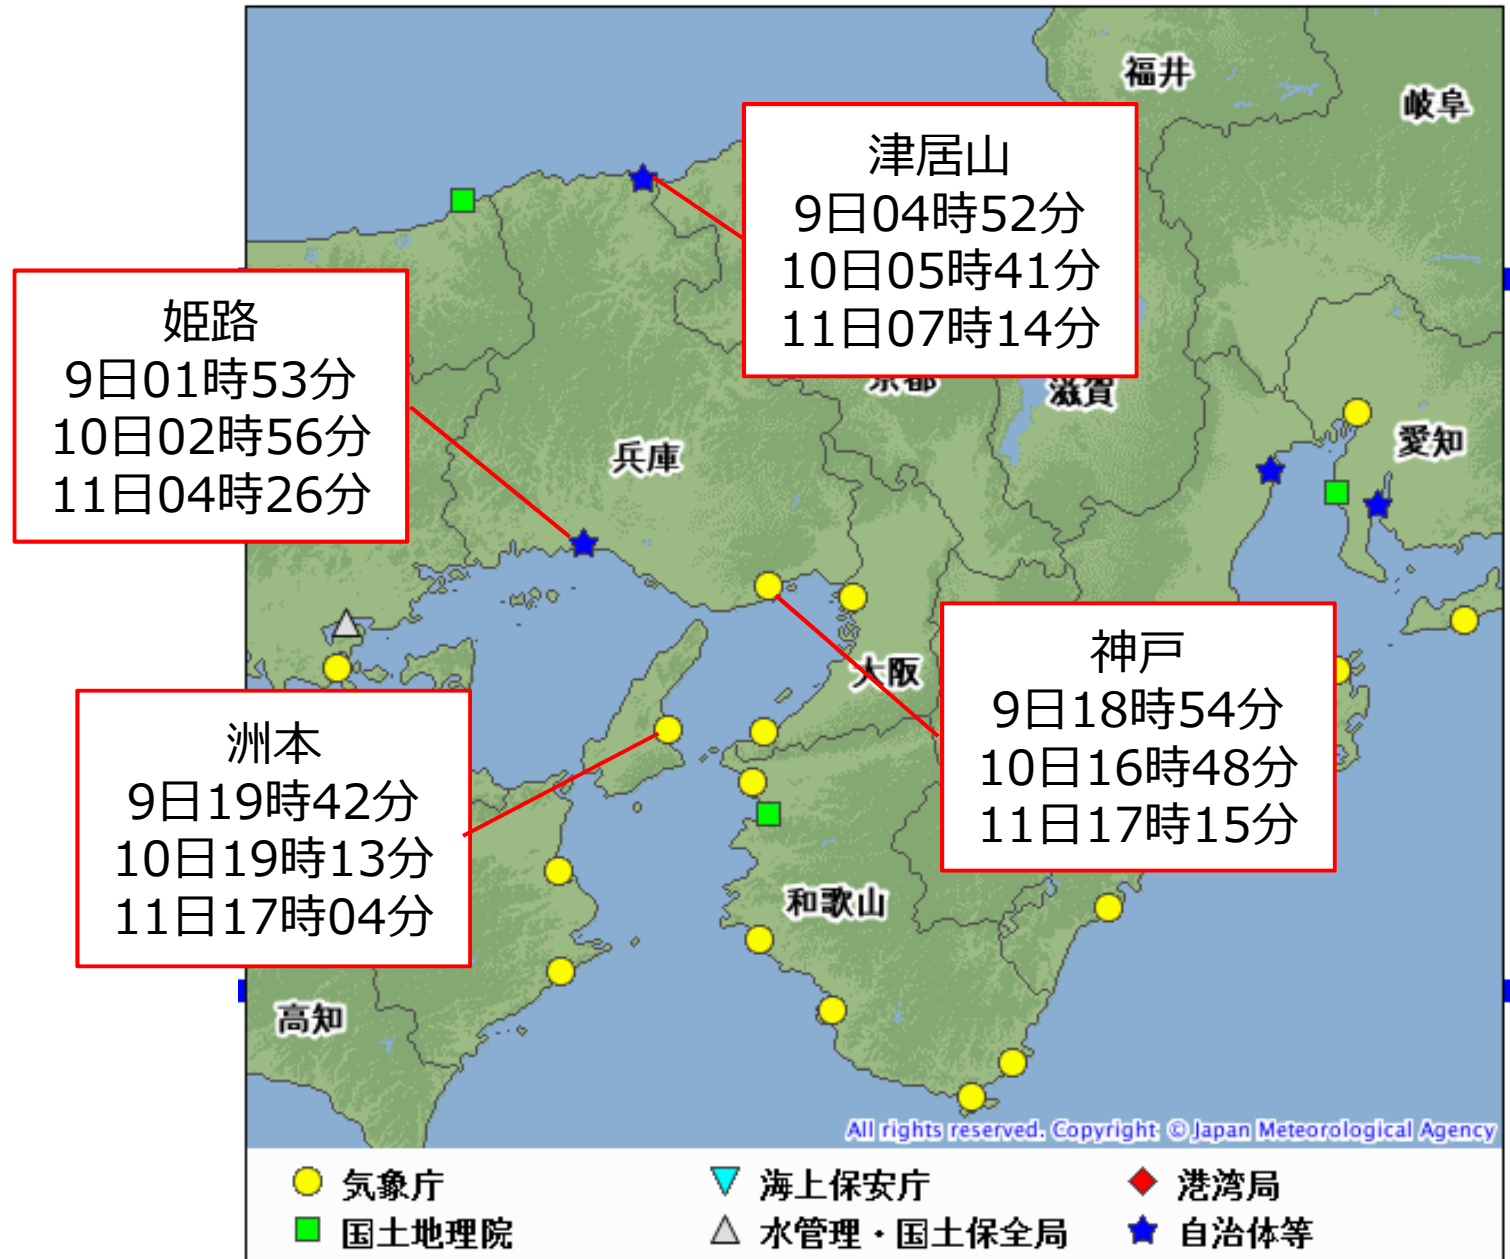 福井
岐阜
津居山
9日04時52分
10日05時41分
11日07時14分
姫路
9日01時53分
10日02時56分
11日04時26分
京都
滋賀
愛知
兵庫
神戸
9日18時54分
10日16時48分
11日17時15分
大阪
洲本
9日19時42分
10日19時13分
11日17時04分
和歌山
高知
All rights reserved. Copyright © Japan Meteorological Agency
気象庁
海上保安庁
港湾局
国土地理院
水管理・国土保全局
自治体等